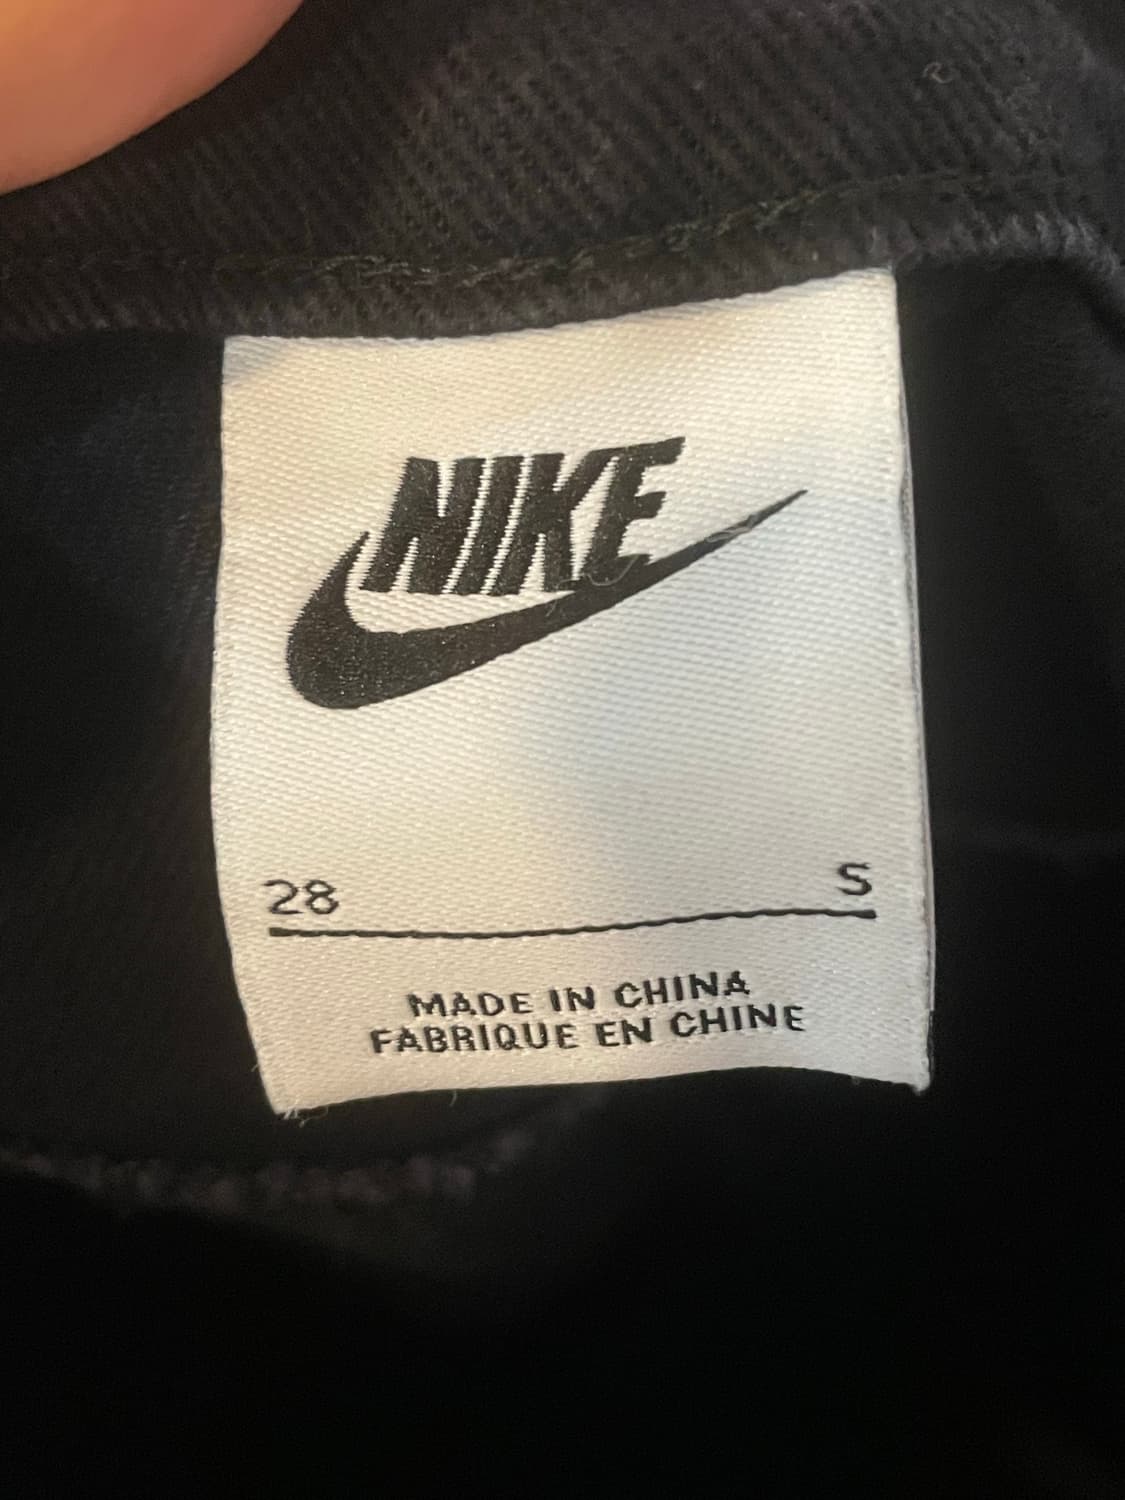 NIKE
28 S
MADE IN CHINA
FABRIQUE EN CHINE